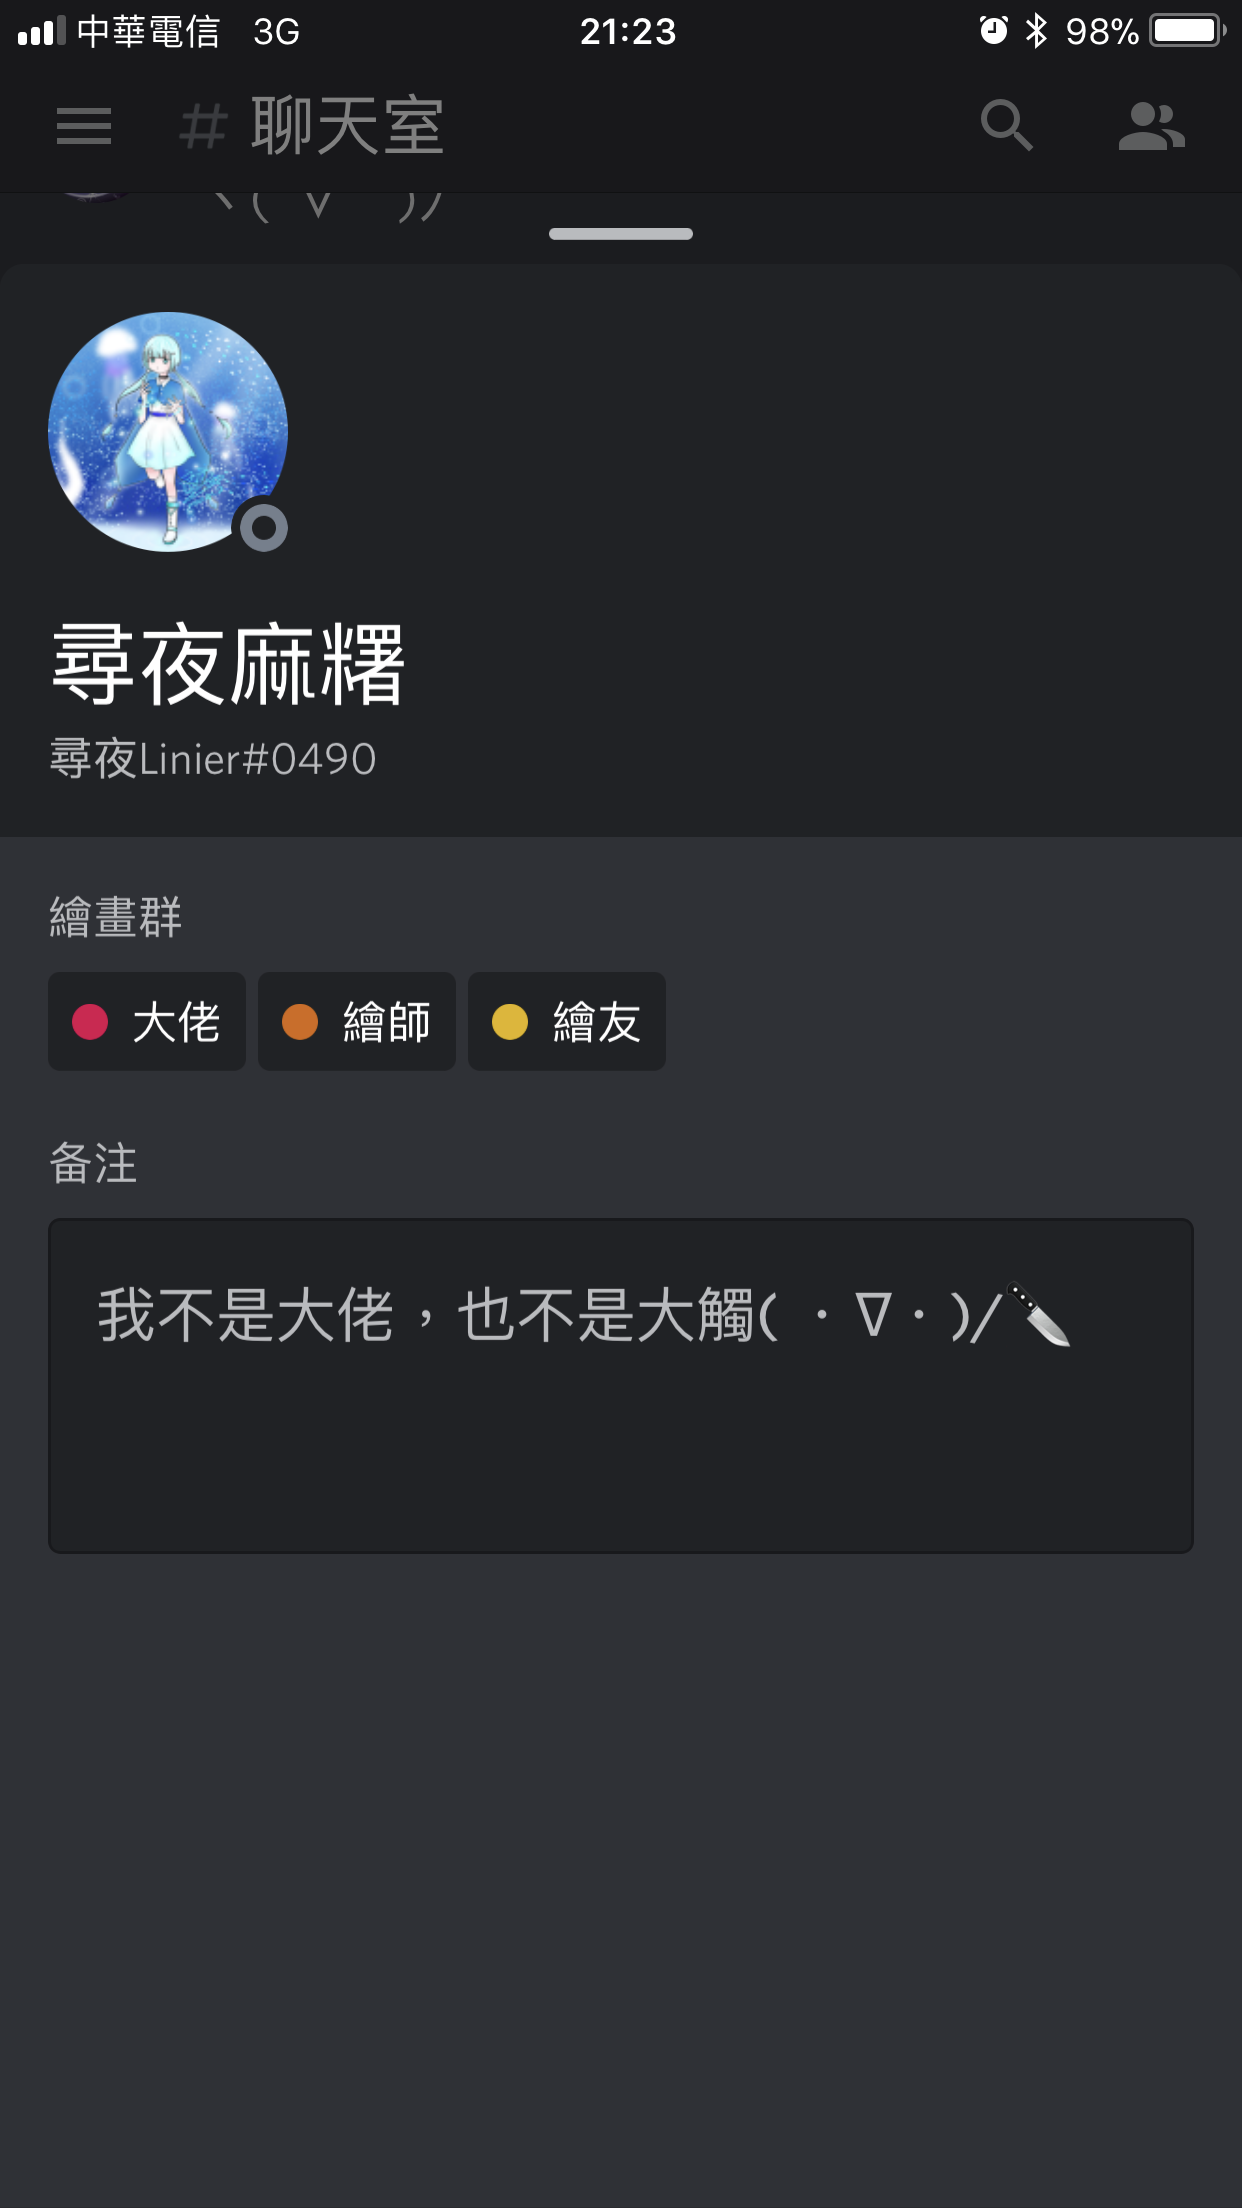 中華電信 3G 21:23 98%
# 聊天室
尋夜麻糬
尋夜Linier#0490
繪畫群
大佬 繪師 繪友
备注
我不是大佬，也不是大觸( ・∇・)/🔪